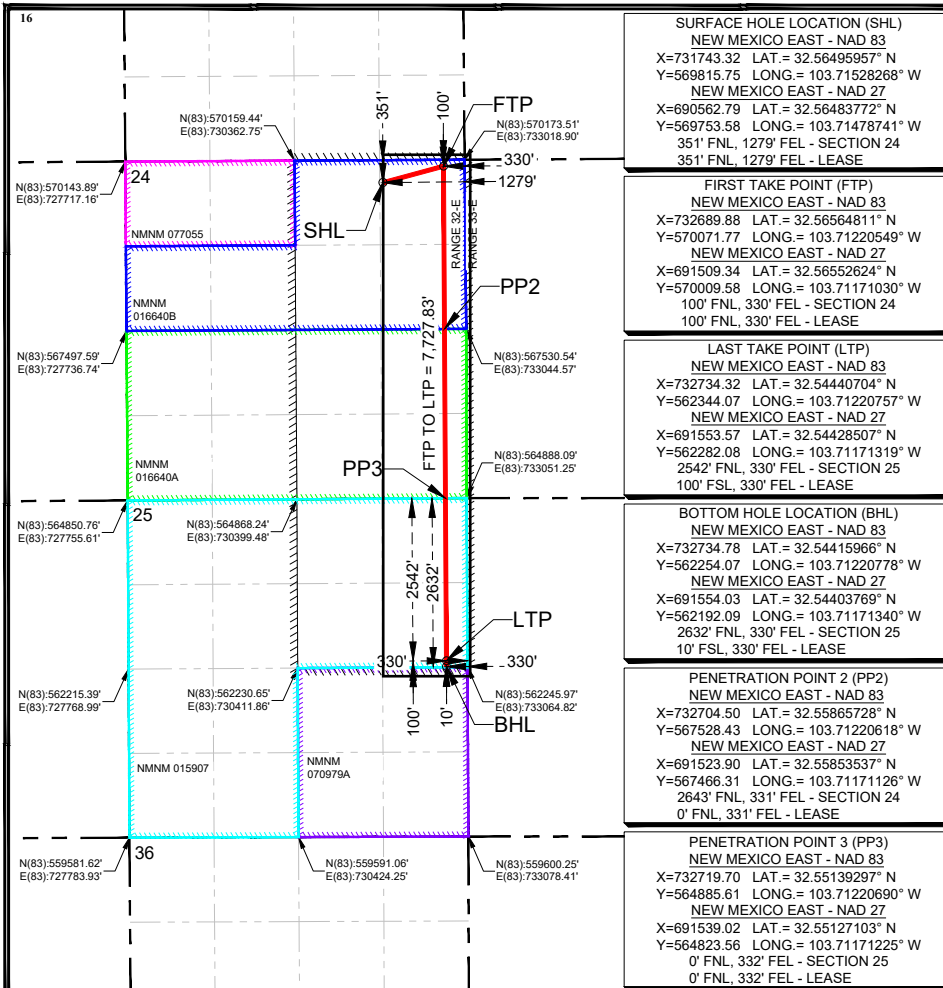 16
351'
100'
FTP
N(83):570159.44'
E(83):730362.75'
N(83):570173.51'
E(83):733018.90'
330'
24
1279'
N(83):570143.89'
E(83):727717.16'
SHL
NMNM 077055
RANGE 32-E
RANGE 33-E
PP2
NMNM
016640B
N(83):567497.59'
E(83):727736.74'
N(83):567530.54'
E(83):733044.57'
FTP TO LTP = 7,727.83'
PP3
NMNM
016640A
N(83):564888.09'
E(83):733051.25'
25
N(83):564850.76'
E(83):727755.61'
N(83):564868.24'
E(83):730399.48'
2542'
2632'
LTP
330'
330'
N(83):562215.39'
E(83):727768.99'
N(83):562230.65'
E(83):730411.86'
N(83):562245.97'
E(83):733064.82'
100'
10'
BHL
NMNM 015907
NMNM
070979A
36
N(83):559581.62'
E(83):727783.93'
N(83):559591.06'
E(83):730424.25'
N(83):559600.25'
E(83):733078.41'
SURFACE HOLE LOCATION (SHL)
NEW MEXICO EAST - NAD 83
X=731743.32 LAT.= 32.56495957° N
Y=569815.75 LONG.= 103.71528268° W
NEW MEXICO EAST - NAD 27
X=690562.79 LAT.= 32.56483772° N
Y=569753.58 LONG.= 103.71478741° W
351' FNL, 1279' FEL - SECTION 24
351' FNL, 1279' FEL - LEASE
FIRST TAKE POINT (FTP)
NEW MEXICO EAST - NAD 83
X=732689.88 LAT.= 32.56564811° N
Y=570071.77 LONG.= 103.71220549° W
NEW MEXICO EAST - NAD 27
X=691509.34 LAT.= 32.56552624° N
Y=570009.58 LONG.= 103.71171030° W
100' FNL, 330' FEL - SECTION 24
100' FNL, 330' FEL - LEASE
LAST TAKE POINT (LTP)
NEW MEXICO EAST - NAD 83
X=732734.32 LAT.= 32.54440704° N
Y=562344.07 LONG.= 103.71220757° W
NEW MEXICO EAST - NAD 27
X=691553.57 LAT.= 32.54428507° N
Y=562282.08 LONG.= 103.71171319° W
2542' FNL, 330' FEL - SECTION 25
100' FSL, 330' FEL - LEASE
BOTTOM HOLE LOCATION (BHL)
NEW MEXICO EAST - NAD 83
X=732734.78 LAT.= 32.54415966° N
Y=562254.07 LONG.= 103.71220778° W
NEW MEXICO EAST - NAD 27
X=691554.03 LAT.= 32.54403769° N
Y=562192.09 LONG.= 103.71171340° W
2632' FNL, 330' FEL - SECTION 25
10' FSL, 330' FEL - LEASE
PENETRATION POINT 2 (PP2)
NEW MEXICO EAST - NAD 83
X=732704.50 LAT.= 32.55865728° N
Y=567528.43 LONG.= 103.71220618° W
NEW MEXICO EAST - NAD 27
X=691523.90 LAT.= 32.55853537° N
Y=567466.31 LONG.= 103.71171126° W
2643' FNL, 331' FEL - SECTION 24
0' FNL, 331' FEL - LEASE
PENETRATION POINT 3 (PP3)
NEW MEXICO EAST - NAD 83
X=732719.70 LAT.= 32.55139297° N
Y=564885.61 LONG.= 103.71220690° W
NEW MEXICO EAST - NAD 27
X=691539.02 LAT.= 32.55127103° N
Y=564823.56 LONG.= 103.71171225° W
0' FNL, 332' FEL - SECTION 25
0' FNL, 332' FEL - LEASE